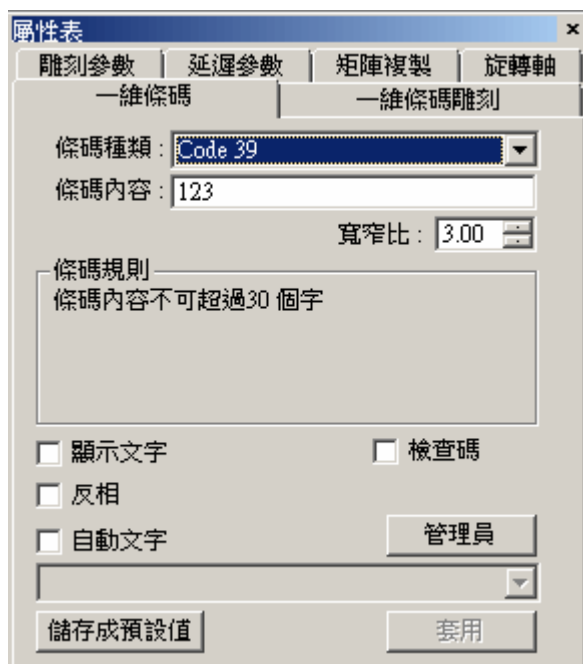 屬性表
雕刻參數 延遲參數 矩陣複製 旋轉軸
一維條碼 一維條碼雕刻
條碼種類 : Code 39
條碼內容 : 123
寬窄比 : 3.00
條碼規則
條碼內容不可超過30 個字
顯示文字 檢查碼
反相
自動文字 管理員
儲存成預設值 套用